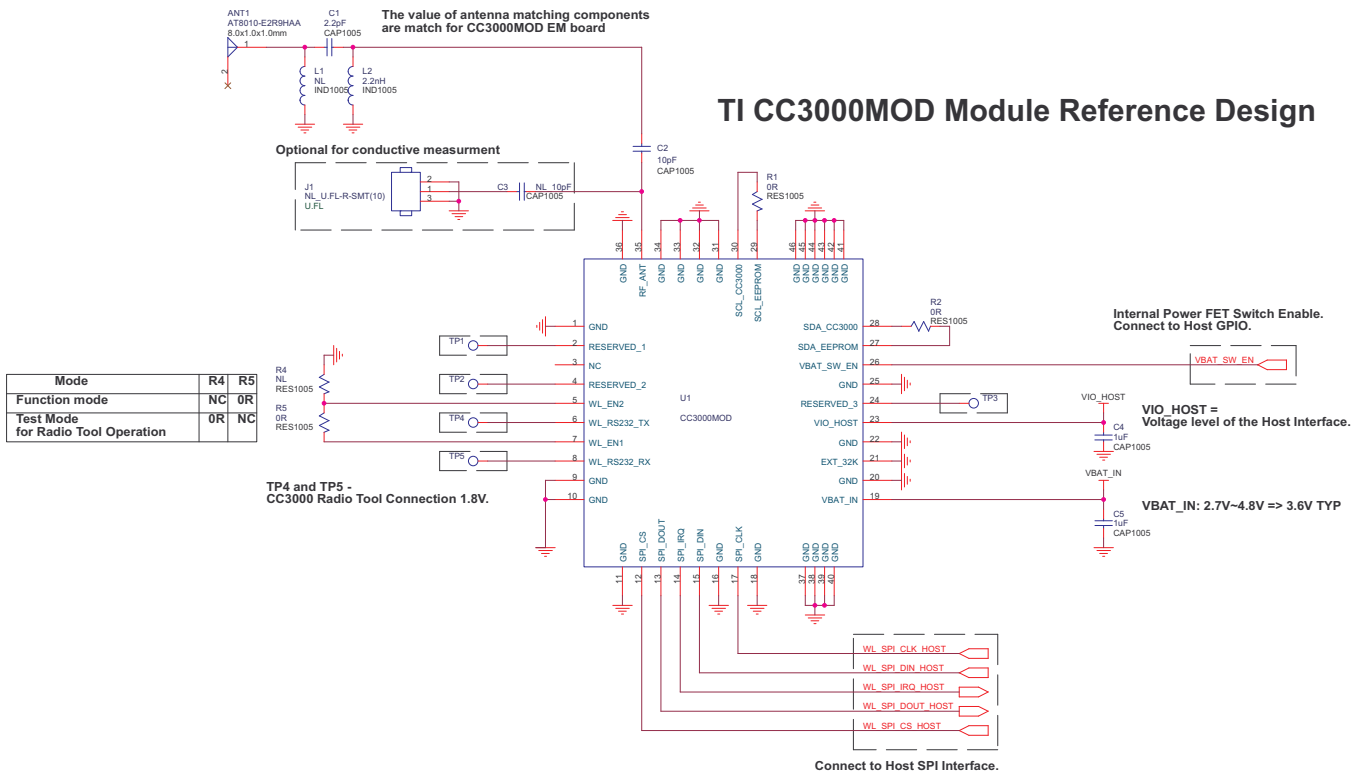 ANT1
AT8010-E2R9HAA
8.0x1.0x1.0mm
1
2
C1
2.2pF
CAP1005
The value of antenna matching components
are match for CC3000MOD EM board
L1
NL
IND1005
L2
2.2nH
IND1005
TI CC3000MOD Module Reference Design
Optional for conductive measurment
J1
NL_U.FL-R-SMT(10)
U.FL
2
1
3
C3
NL_10pF
CAP1005
C2
10pF
CAP1005
R1
0R
RES1005
36 GND
35 RF_ANT
34 GND
33 GND
32 GND
31 GND
30 SCL_CC3000
29 SCL_EEPROM
46 GND
45 GND
44 GND
43 GND
42 GND
41 GND
U1
CC3000MOD
1 GND
2 RESERVED_1
3 NC
4 RESERVED_2
5 WL_EN2
6 WL_RS232_TX
7 WL_EN1
8 WL_RS232_RX
9 GND
10 GND
TP1
TP2
TP4
TP5
R4
NL
RES1005
R5
0R
RES1005
Mode R4 R5
Function mode NC 0R
Test Mode
for Radio Tool Operation 0R NC
TP4 and TP5 -
CC3000 Radio Tool Connection 1.8V.
SDA_CC3000 28
SDA_EEPROM 27
VBAT_SW_EN 26
GND 25
RESERVED_3 24
VIO_HOST 23
GND 22
EXT_32K 21
GND 20
VBAT_IN 19
R2
0R
RES1005
Internal Power FET Switch Enable.
Connect to Host GPIO.
VBAT_SW_EN
TP3
VIO_HOST
C4
1uF
CAP1005
VIO_HOST =
Voltage level of the Host Interface.
VBAT_IN
C5
1uF
CAP1005
VBAT_IN: 2.7V~4.8V => 3.6V TYP
GND 11
SPI_CS 12
SPI_DOUT 13
SPI_IRQ 14
SPI_DIN 15
GND 16
SPI_CLK 17
GND 18
GND 37
GND 38
GND 39
GND 40
WL_SPI_CLK_HOST
WL_SPI_DIN_HOST
WL_SPI_IRQ_HOST
WL_SPI_DOUT_HOST
WL_SPI_CS_HOST
Connect to Host SPI Interface.